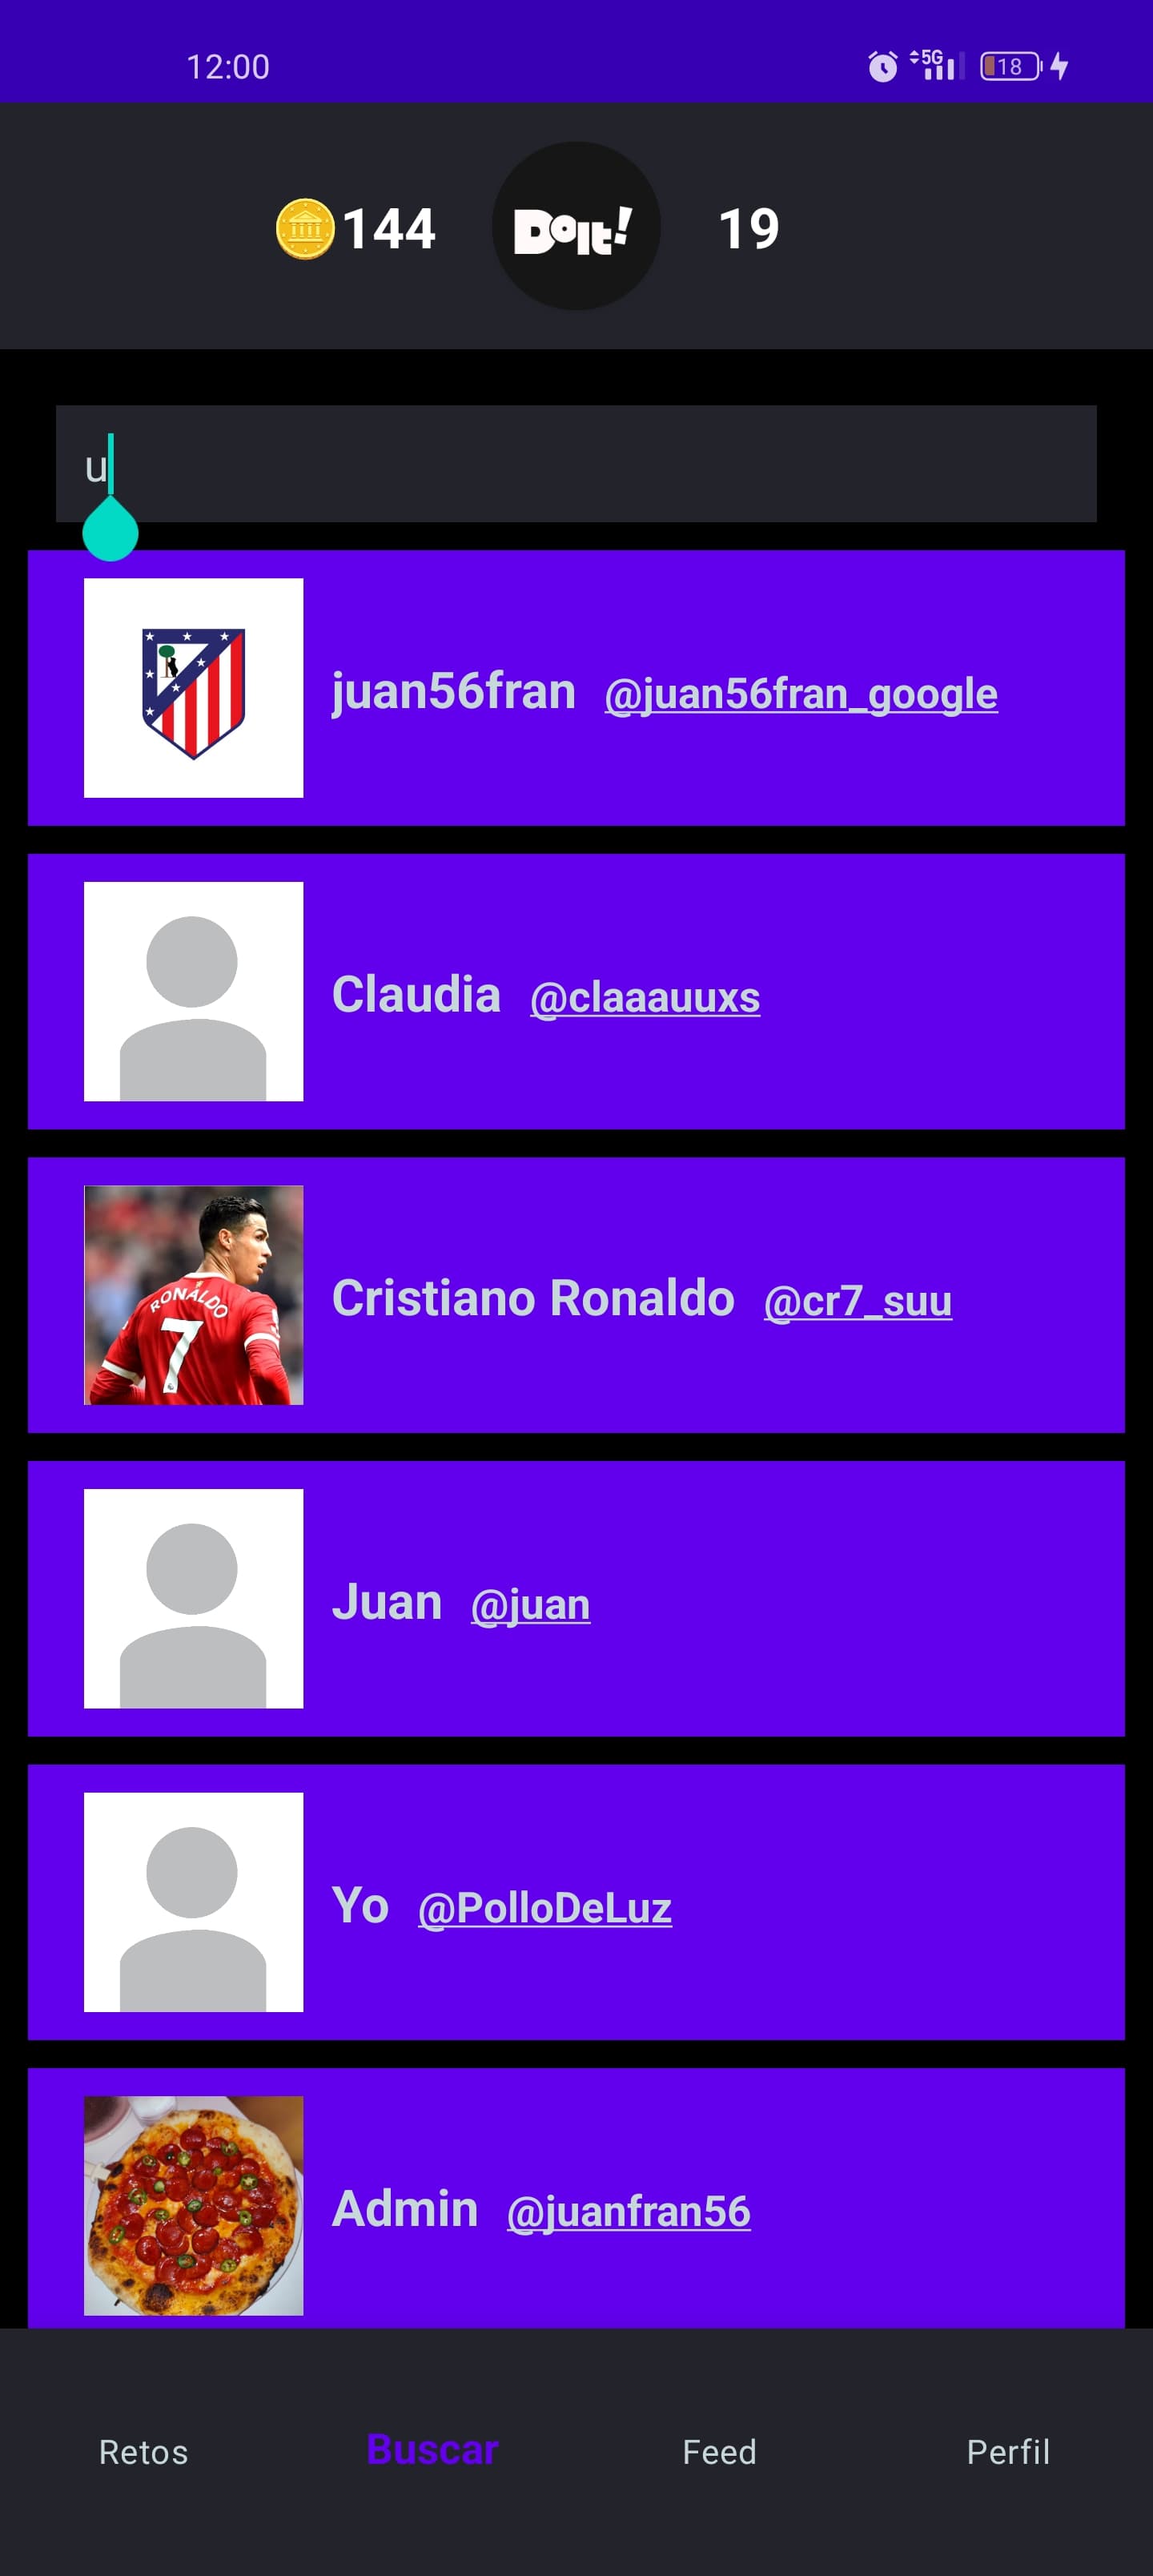 12:00 5G 18
144 DoIt! 19
u
juan56fran @juan56fran_google
Claudia @claaauuxs
RONALDO
7
Cristiano Ronaldo @cr7_suu
Juan @juan
Yo @PolloDeLuz
Admin @juanfran56
Retos Buscar Feed Perfil